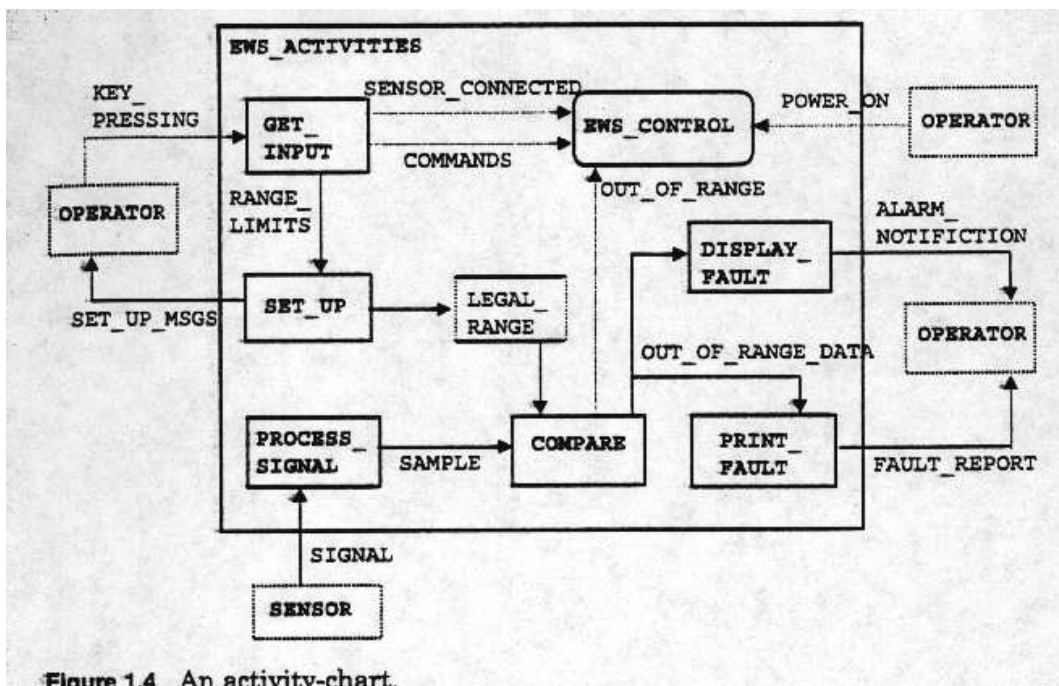 EWS_ACTIVITIES
KEY_
PRESSING
SENSOR_CONNECTED
GET_
INPUT
COMMANDS
EWS_CONTROL
POWER_ON
OPERATOR
OPERATOR
RANGE_
LIMITS
OUT_OF_RANGE
ALARM_
NOTIFICTION
DISPLAY_
FAULT
SET_UP_MSGS
SET_UP
LEGAL_
RANGE
OPERATOR
OUT_OF_RANGE_DATA
PROCESS_
SIGNAL
SAMPLE
COMPARE
PRINT_
FAULT
FAULT_REPORT
SIGNAL
SENSOR
Figure 1.4 An activity-chart.